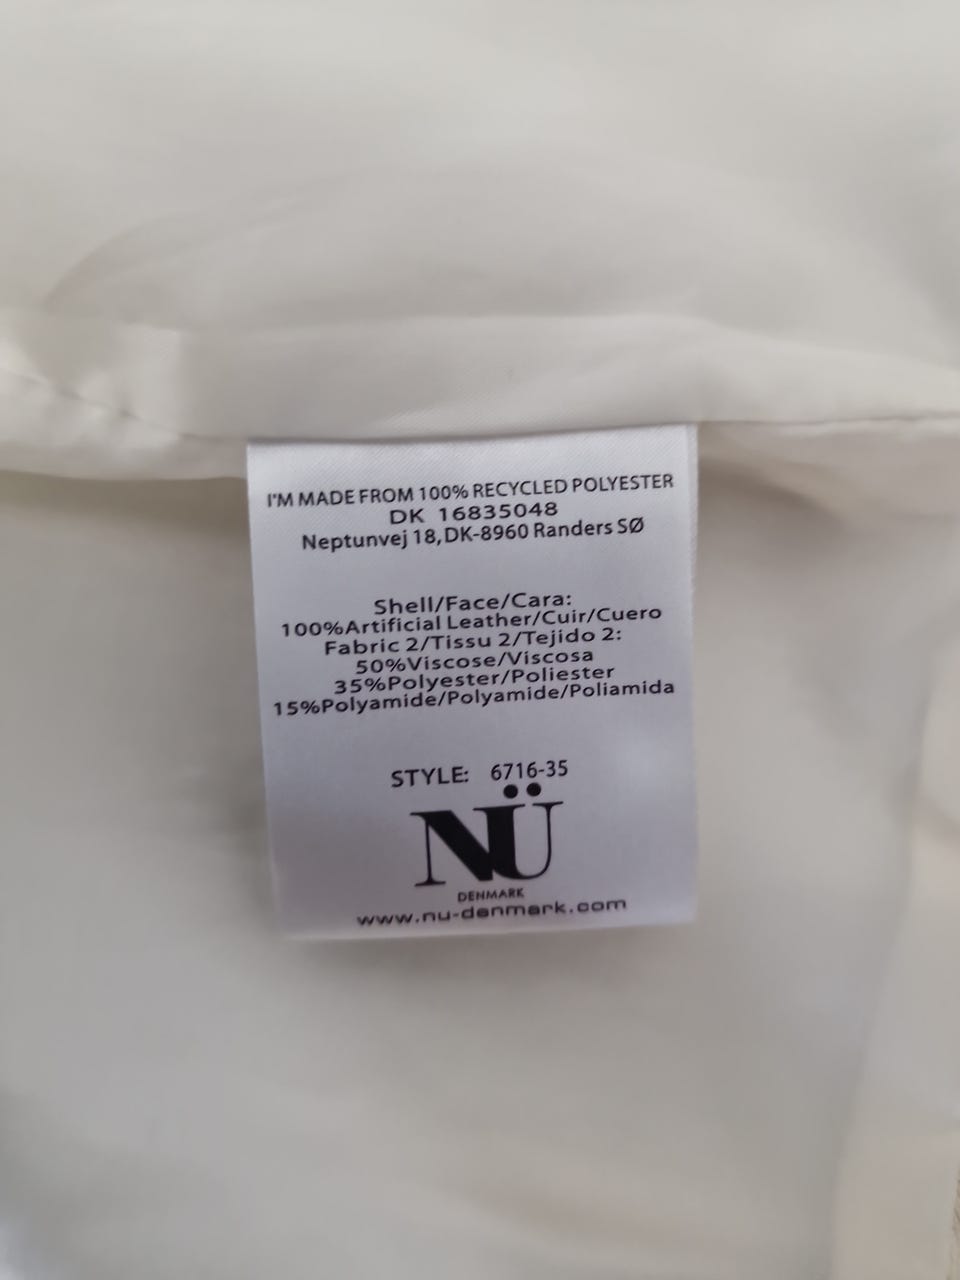 I'M MADE FROM 100% RECYCLED POLYESTER
DK 16835048
Neptunvej 18,DK-8960 Randers SØ
Shell/Face/Cara:
100%Artificial Leather/Cuir/Cuero
Fabric 2/Tissu 2/Tejido 2:
50%Viscose/Viscosa
35%Polyester/Poliester
15%Polyamide/Polyamide/Poliamida
STYLE: 6716-35
NÜ
DENMARK
www.nu-denmark.com